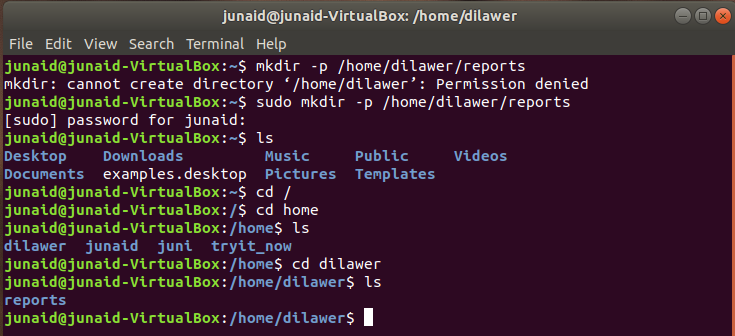 junaid@junaid-VirtualBox: /home/dilawer
File Edit View Search Terminal Help
junaid@junaid-VirtualBox:~$ mkdir -p /home/dilawer/reports
mkdir: cannot create directory ‘/home/dilawer’: Permission denied
junaid@junaid-VirtualBox:~$ sudo mkdir -p /home/dilawer/reports
[sudo] password for junaid:
junaid@junaid-VirtualBox:~$ ls
Desktop    Downloads         Music     Public     Videos
Documents  examples.desktop  Pictures  Templates
junaid@junaid-VirtualBox:~$ cd /
junaid@junaid-VirtualBox:/$ cd home
junaid@junaid-VirtualBox:/home$ ls
dilawer  junaid  juni  tryit_now
junaid@junaid-VirtualBox:/home$ cd dilawer
junaid@junaid-VirtualBox:/home/dilawer$ ls
reports
junaid@junaid-VirtualBox:/home/dilawer$